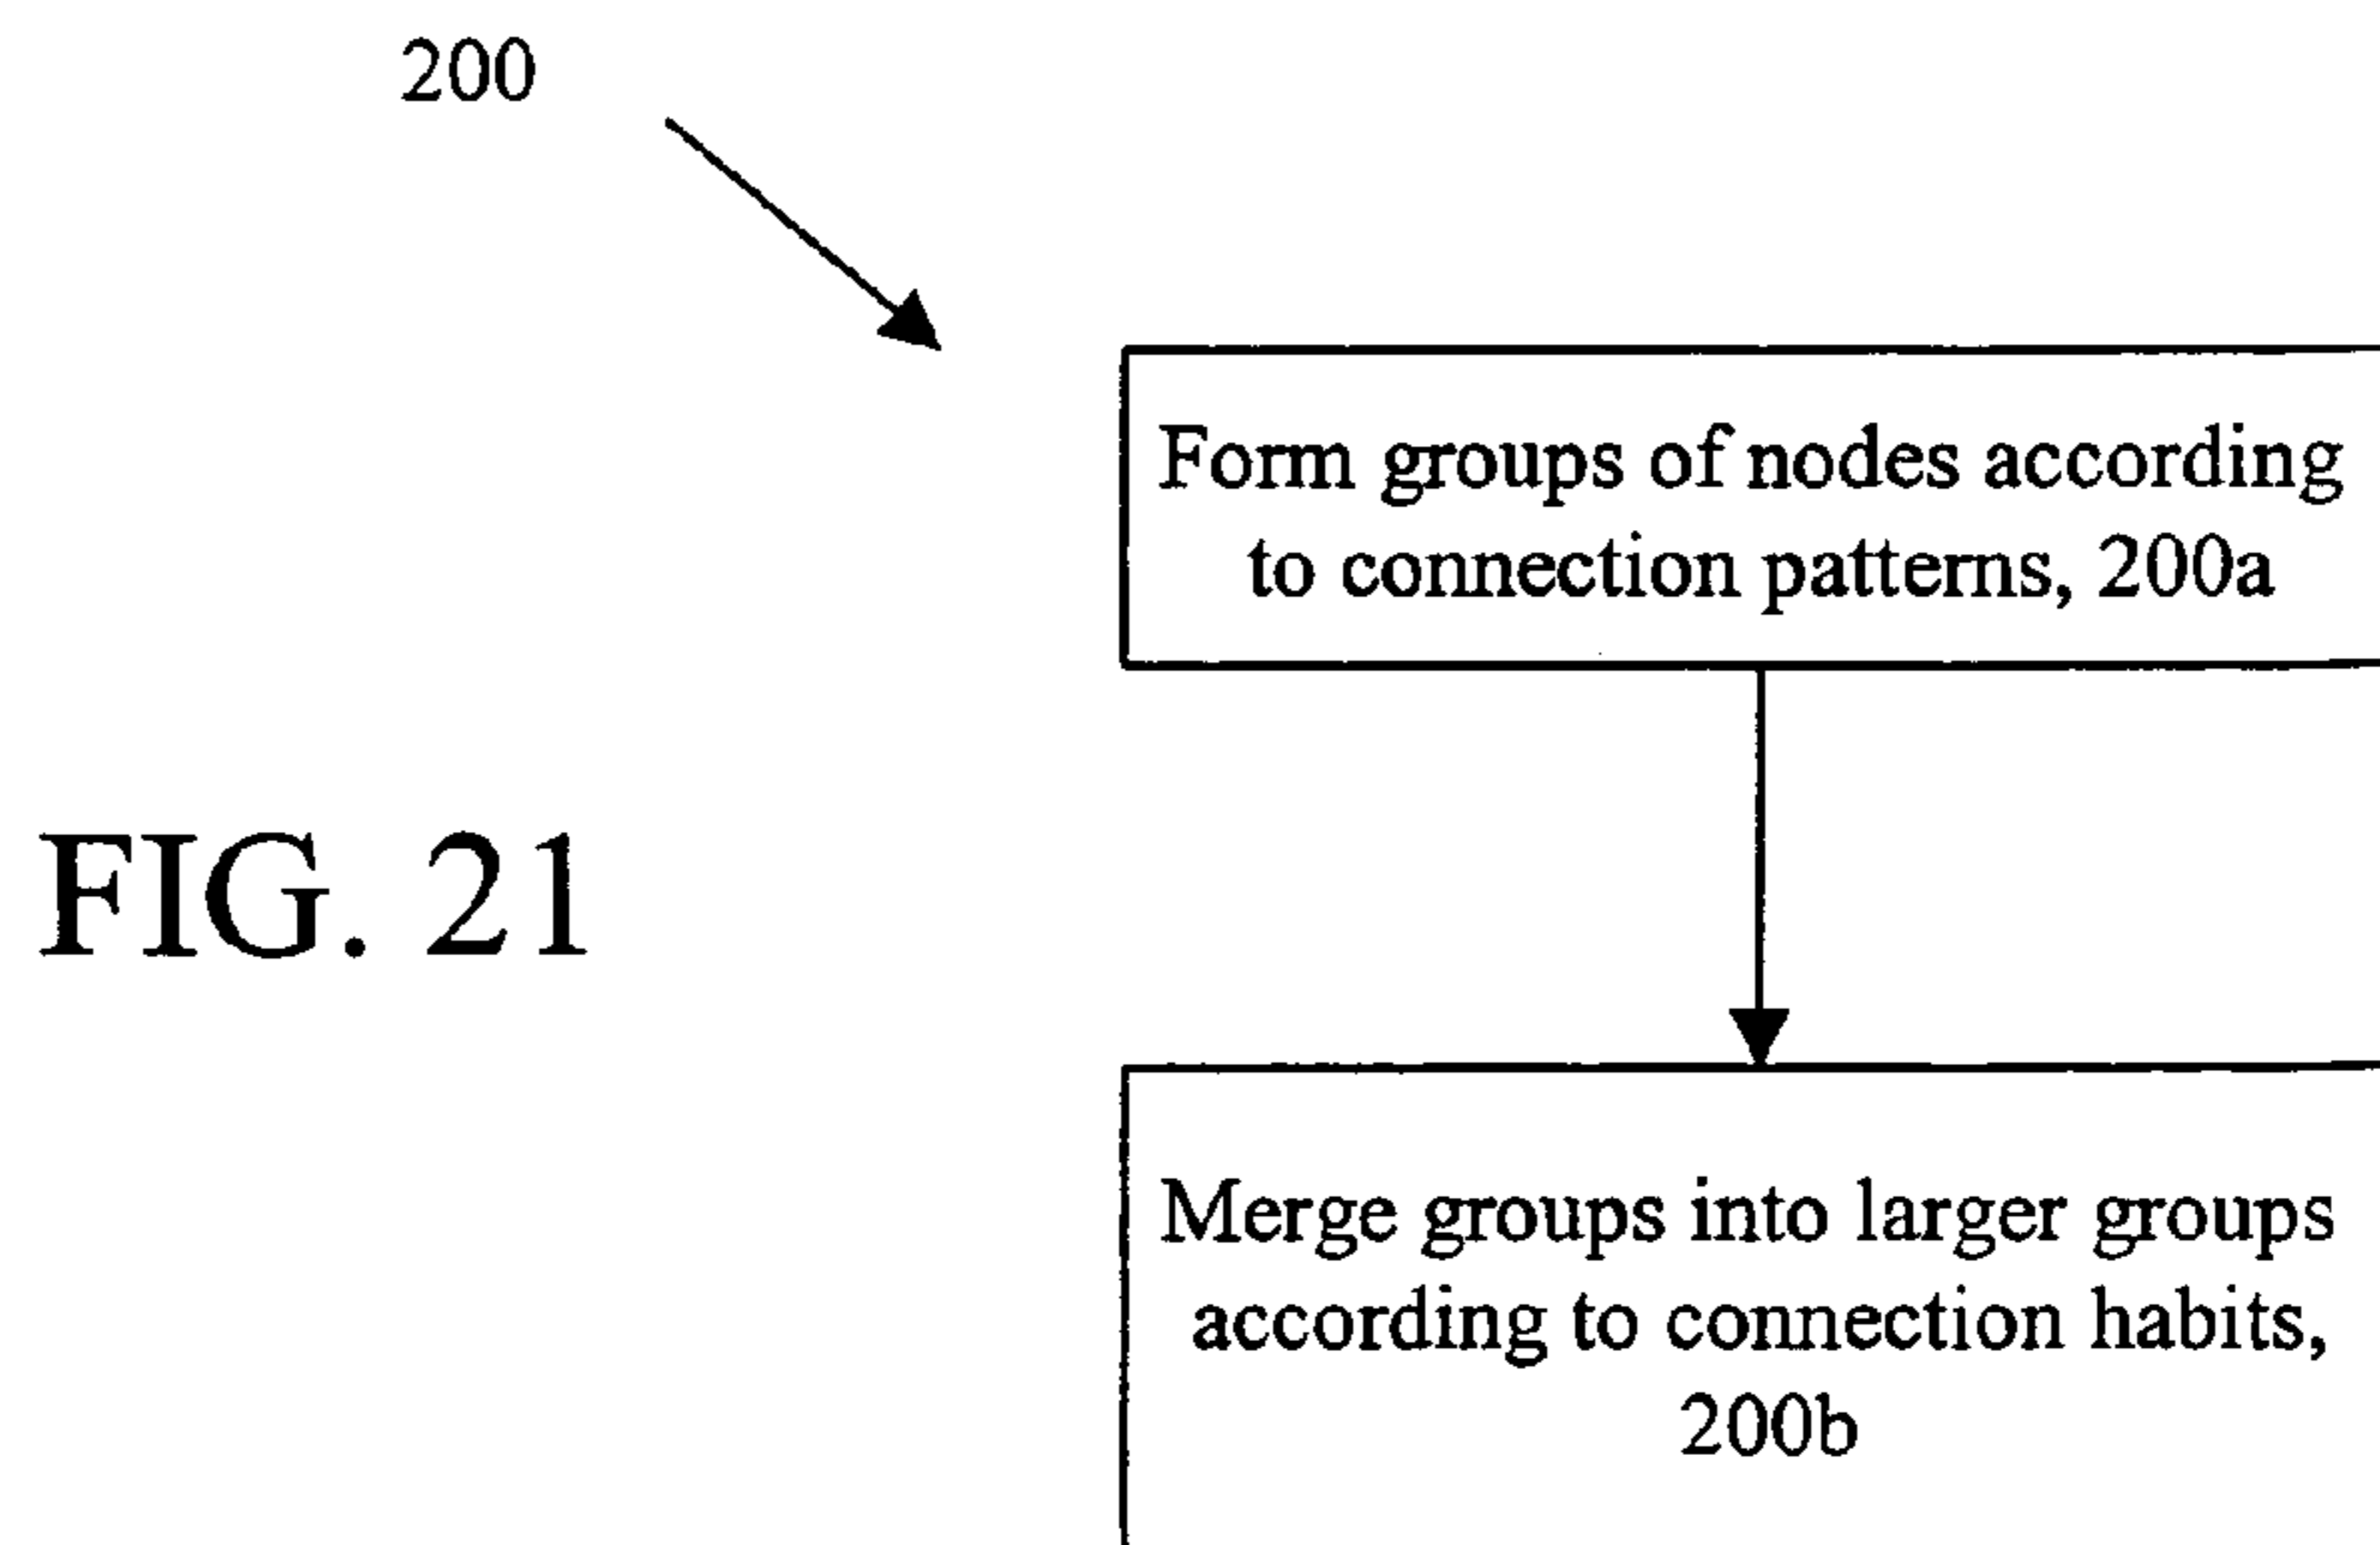 200
Form groups of nodes according
to connection patterns, 200a
FIG. 21
Merge groups into larger groups
according to connection habits,
200b